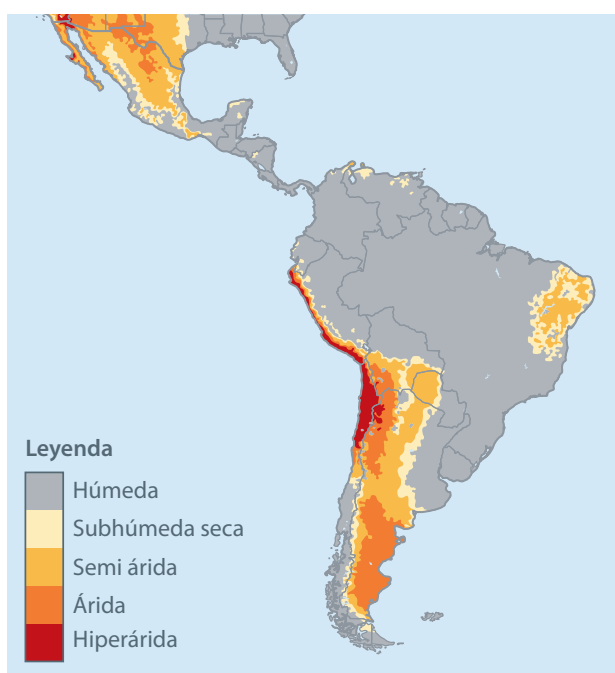 Leyenda
Húmeda
Subhúmeda seca
Semi árida
Árida
Hiperárida